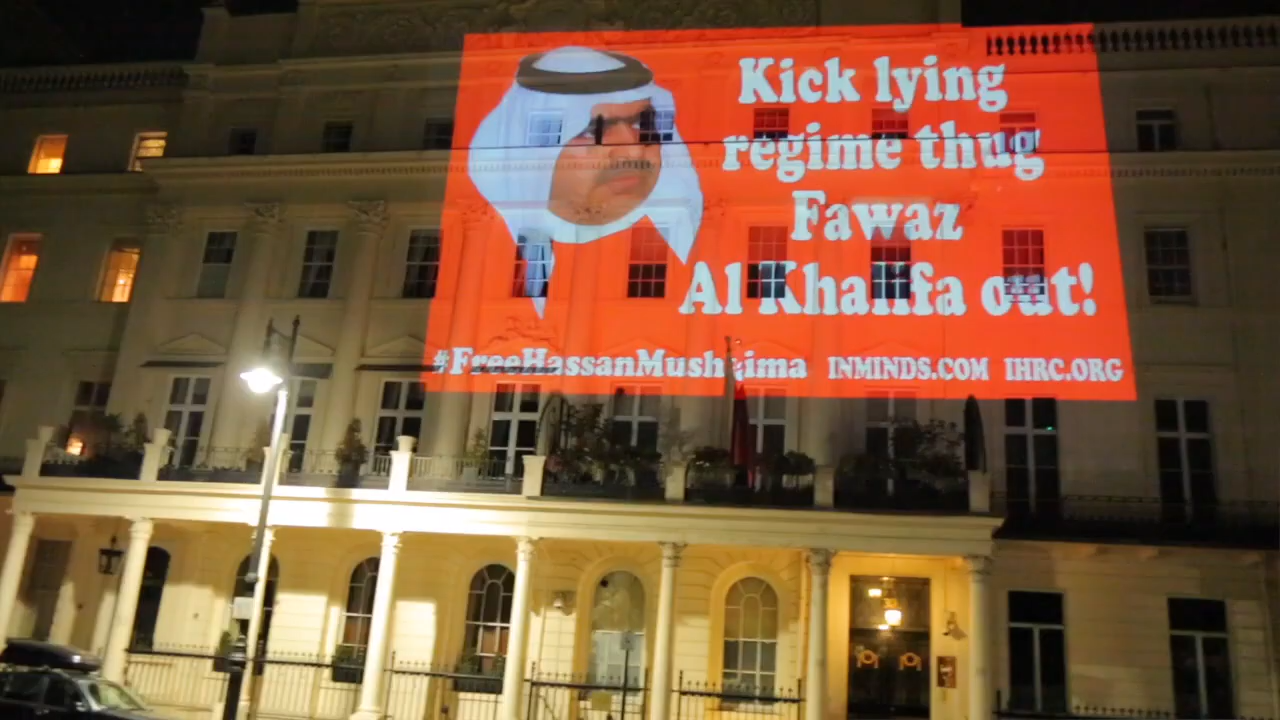 Kick lying
regime thug
Fawaz
Al Khalifa out!
#FreeHassanMushaima INMINDS.COM IHRC.ORG